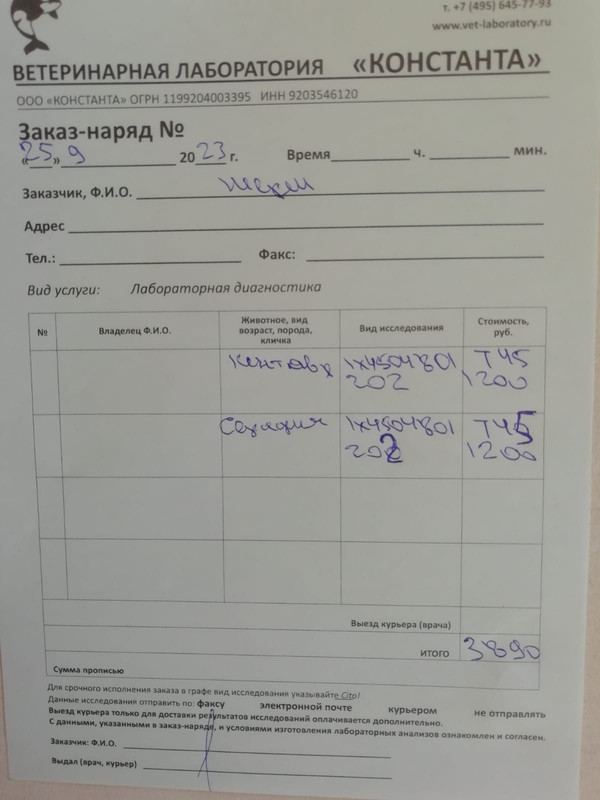 т. +7 (495) 645-77-93
www.vet-laboratory.ru
ВЕТЕРИНАРНАЯ ЛАБОРАТОРИЯ «КОНСТАНТА»
ООО «КОНСТАНТА» ОГРН 1199204003395 ИНН 9203546120
Заказ-наряд №
«25» 9 2023 г. Время ч. мин.
Заказчик, Ф.И.О.
Адрес
Тел.: Факс:
Вид услуги: Лабораторная диагностика
№ Владелец Ф.И.О. Животное, вид возраст, порода, кличка Вид исследования Стоимость, руб.
1х4504801 745
202 1200
1х4504801 745
202 1200
Выезд курьера (врача)
итого 3890
Сумма прописью
Для срочного исполнения заказа в графе вид исследования указывайте Cito!
Данные исследования отправить по: факсу электронной почте курьером не отправлять
Выезд курьера только для доставки результатов исследований оплачивается дополнительно.
С данными, указанными в заказ-наряде, и условиями изготовления лабораторных анализов ознакомлен и согласен.
Заказчик: Ф.И.О.
Выдал (врач, курьер)